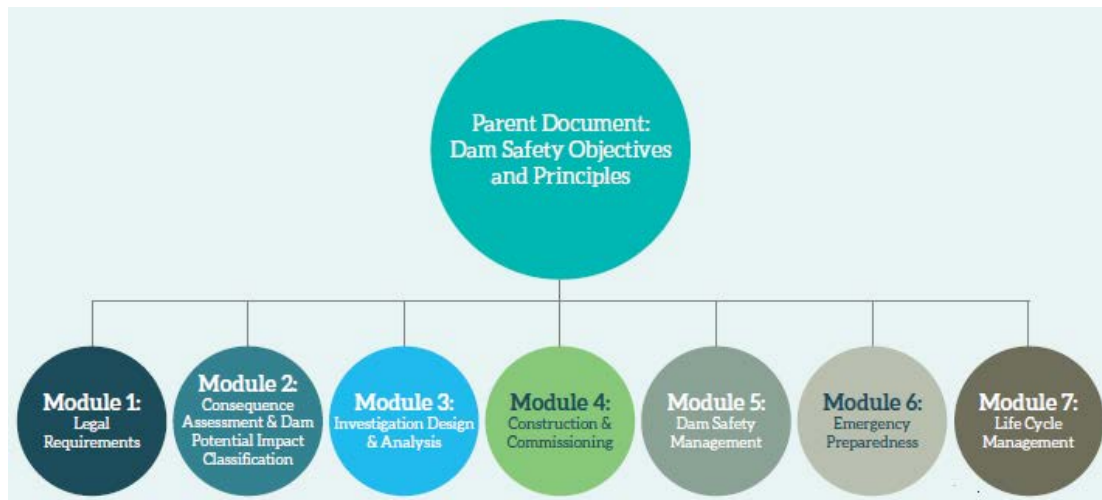 Parent Document:
Dam Safety Objectives
and Principles
Module 1:
Legal
Requirements
Module 2:
Consequence
Assessment & Dam
Potential Impact
Classification
Module 3:
Investigation Design
& Analysis
Module 4:
Construction &
Commissioning
Module 5:
Dam Safety
Management
Module 6:
Emergency
Preparedness
Module 7:
Life Cycle
Management